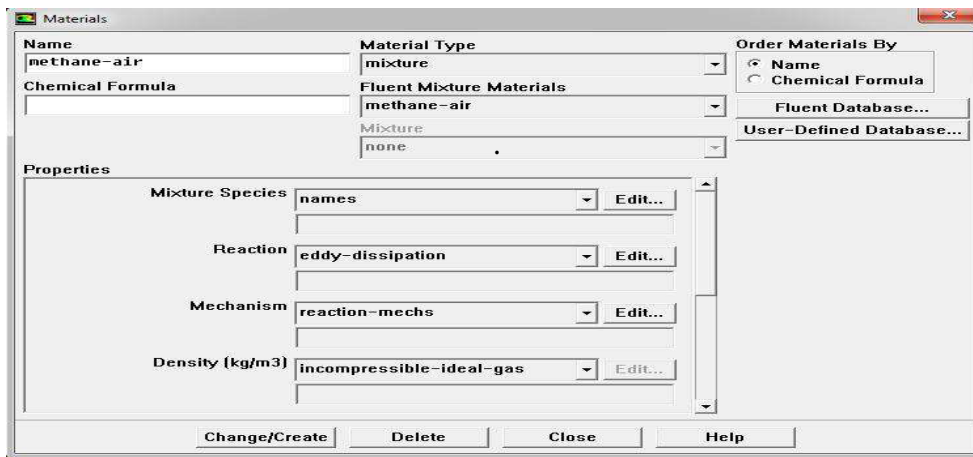 Materials
Name
methane-air
Chemical Formula
Material Type
mixture
Fluent Mixture Materials
methane-air
Mixture
none
Order Materials By
Name
Chemical Formula
Fluent Database...
User-Defined Database...
Properties
Mixture Species names Edit...
Reaction eddy-dissipation Edit...
Mechanism reaction-mechs Edit...
Density (kg/m3) incompressible-ideal-gas Edit...
Change/Create Delete Close Help